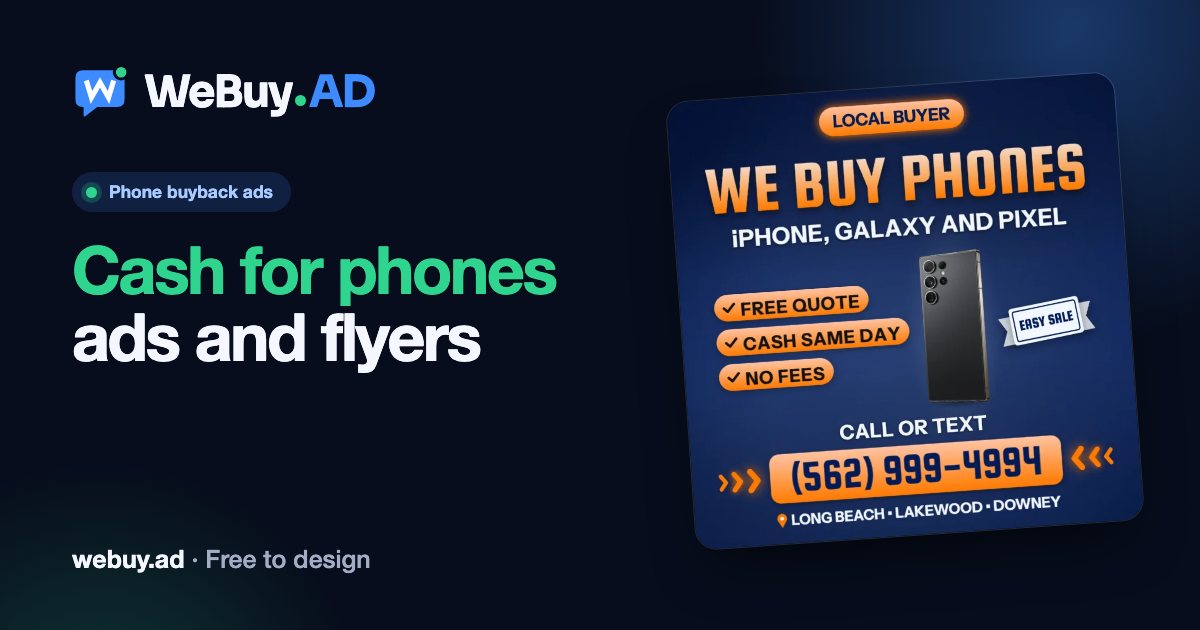 WeBuy.AD
Phone buyback ads
Cash for phones
ads and flyers
webuy.ad · Free to design
LOCAL BUYER
WE BUY PHONES
iPHONE, GALAXY AND PIXEL
FREE QUOTE
CASH SAME DAY
NO FEES
EASY SALE
CALL OR TEXT
(562) 999-4994
LONG BEACH • LAKEWOOD • DOWNEY